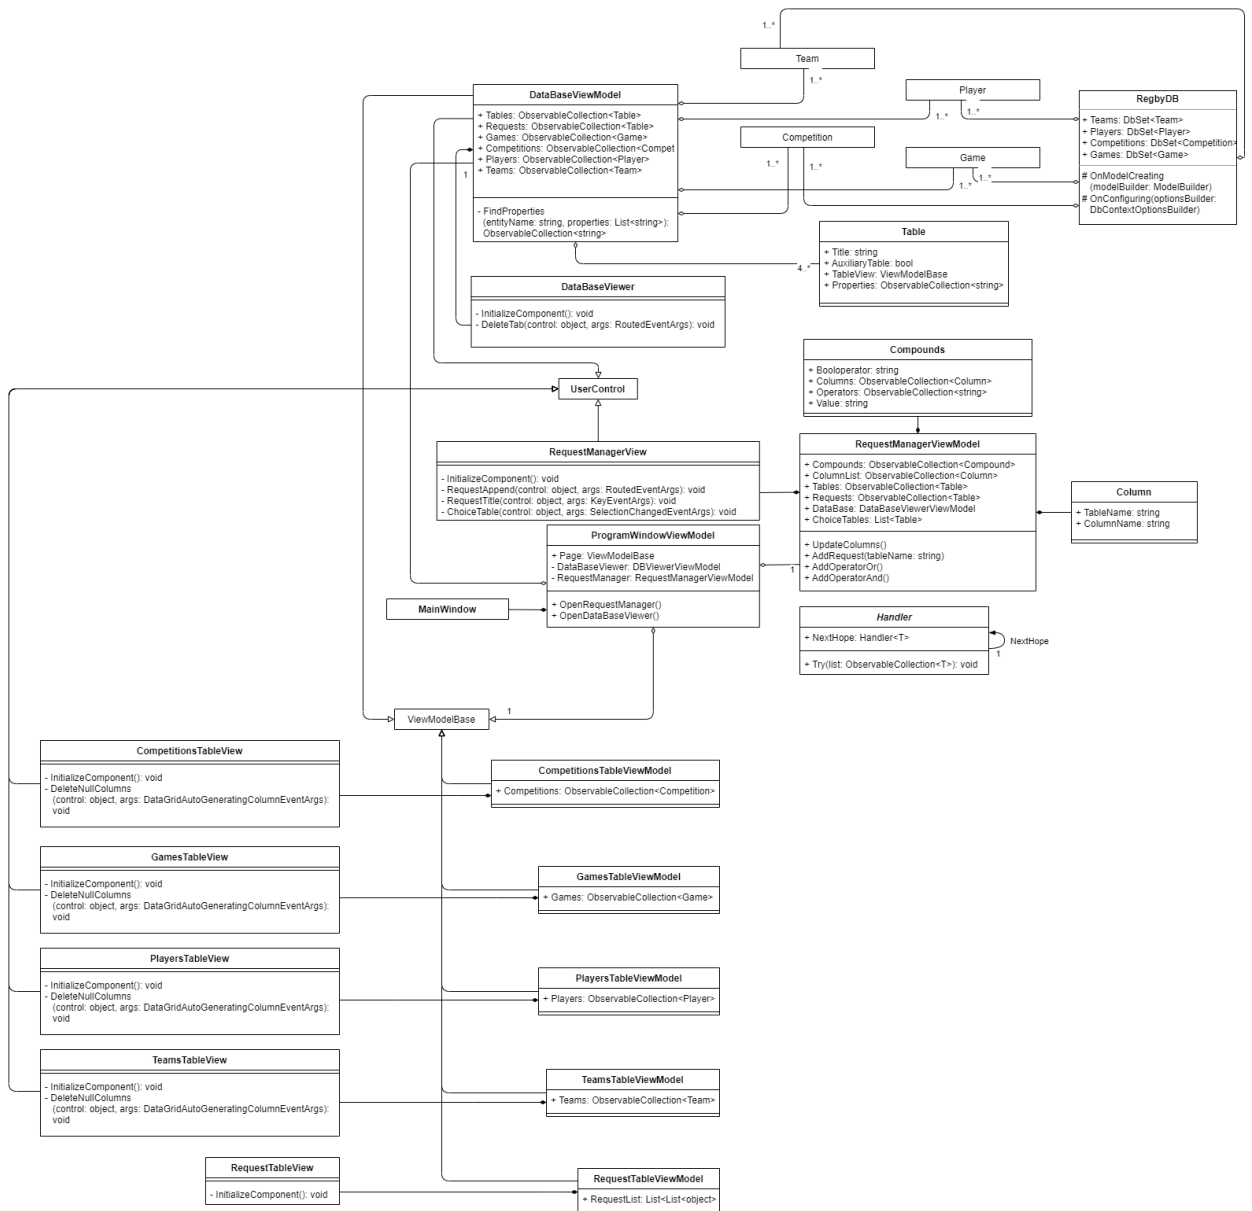 1..*
Team
1..*
DataBaseViewModel
+ Tables: ObservableCollection<Table>
+ Requests: ObservableCollection<Table>
+ Games: ObservableCollection<Game>
+ Competitions: ObservableCollection<Compet
+ Players: ObservableCollection<Player>
+ Teams: ObservableCollection<Team>
- FindProperties
(entityName: string, properties: List<string>):
ObservableCollection<string>
1
Player
1..*
1..*
Competition
1..*
1..*
Game
1..*
1..*
RegbyDB
+ Teams: DbSet<Team>
+ Players: DbSet<Player>
+ Competitions: DbSet<Competition>
+ Games: DbSet<Game>
# OnModelCreating
(modelBuilder: ModelBuilder)
# OnConfiguring(optionsBuilder:
DbContextOptionsBuilder)
Table
+ Title: string
+ AuxiliaryTable: bool
+ TableView: ViewModelBase
+ Properties: ObservableCollection<string>
4..*
DataBaseViewer
- InitializeComponent(): void
- DeleteTab(control: object, args: RoutedEventArgs): void
UserControl
Compounds
+ Booloperator: string
+ Columns: ObservableCollection<Column>
+ Operators: ObservableCollection<string>
+ Value: string
RequestManagerView
- InitializeComponent(): void
- RequestAppend(control: object, args: RoutedEventArgs): void
- RequestTitle(control: object, args: KeyEventArgs): void
- ChoiceTable(control: object, args: SelectionChangedEventArgs): void
RequestManagerViewModel
+ Compounds: ObservableCollection<Compound>
+ ColumnList: ObservableCollection<Column>
+ Tables: ObservableCollection<Table>
+ Requests: ObservableCollection<Table>
+ DataBase: DataBaseViewerViewModel
+ ChoiceTables: List<Table>
+ UpdateColumns()
+ AddRequest(tableName: string)
+ AddOperatorOr()
+ AddOperatorAnd()
Column
+ TableName: string
+ ColumnName: string
ProgramWindowViewModel
+ Page: ViewModelBase
- DataBaseViewer: DBViewerViewModel
- RequestManager: RequestManagerViewModel
+ OpenRequestManager()
+ OpenDataBaseViewer()
1
MainWindow
Handler
+ NextHope: Handler<T>
+ Try(list: ObservableCollection<T>): void
NextHope
1
ViewModelBase
1
CompetitionsTableView
- InitializeComponent(): void
- DeleteNullColumns
(control: object, args: DataGridAutoGeneratingColumnEventArgs):
void
CompetitionsTableViewModel
+ Competitions: ObservableCollection<Competition>
GamesTableView
- InitializeComponent(): void
- DeleteNullColumns
(control: object, args: DataGridAutoGeneratingColumnEventArgs):
void
GamesTableViewModel
+ Games: ObservableCollection<Game>
PlayersTableView
- InitializeComponent(): void
- DeleteNullColumns
(control: object, args: DataGridAutoGeneratingColumnEventArgs):
void
PlayersTableViewModel
+ Players: ObservableCollection<Player>
TeamsTableView
- InitializeComponent(): void
- DeleteNullColumns
(control: object, args: DataGridAutoGeneratingColumnEventArgs):
void
TeamsTableViewModel
+ Teams: ObservableCollection<Team>
RequestTableView
- InitializeComponent(): void
RequestTableViewModel
+ RequestList: List<List<object>